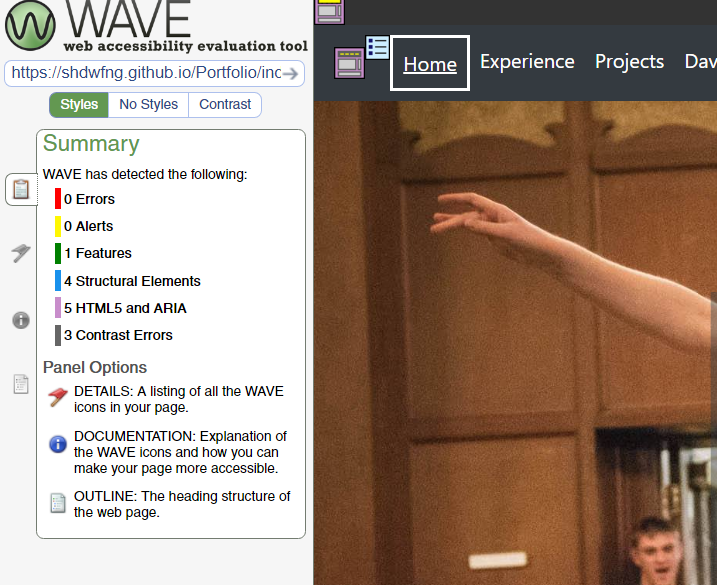 WAVE
web accessibility evaluation tool
https://shdwfng.github.io/Portfolio/inc
Styles No Styles Contrast
Summary
WAVE has detected the following:
0 Errors
0 Alerts
1 Features
4 Structural Elements
5 HTML5 and ARIA
3 Contrast Errors
Panel Options
DETAILS: A listing of all the WAVE
icons in your page.
DOCUMENTATION: Explanation of
the WAVE icons and how you can
make your page more accessible.
OUTLINE: The heading structure of
the web page.
Home Experience Projects Dav